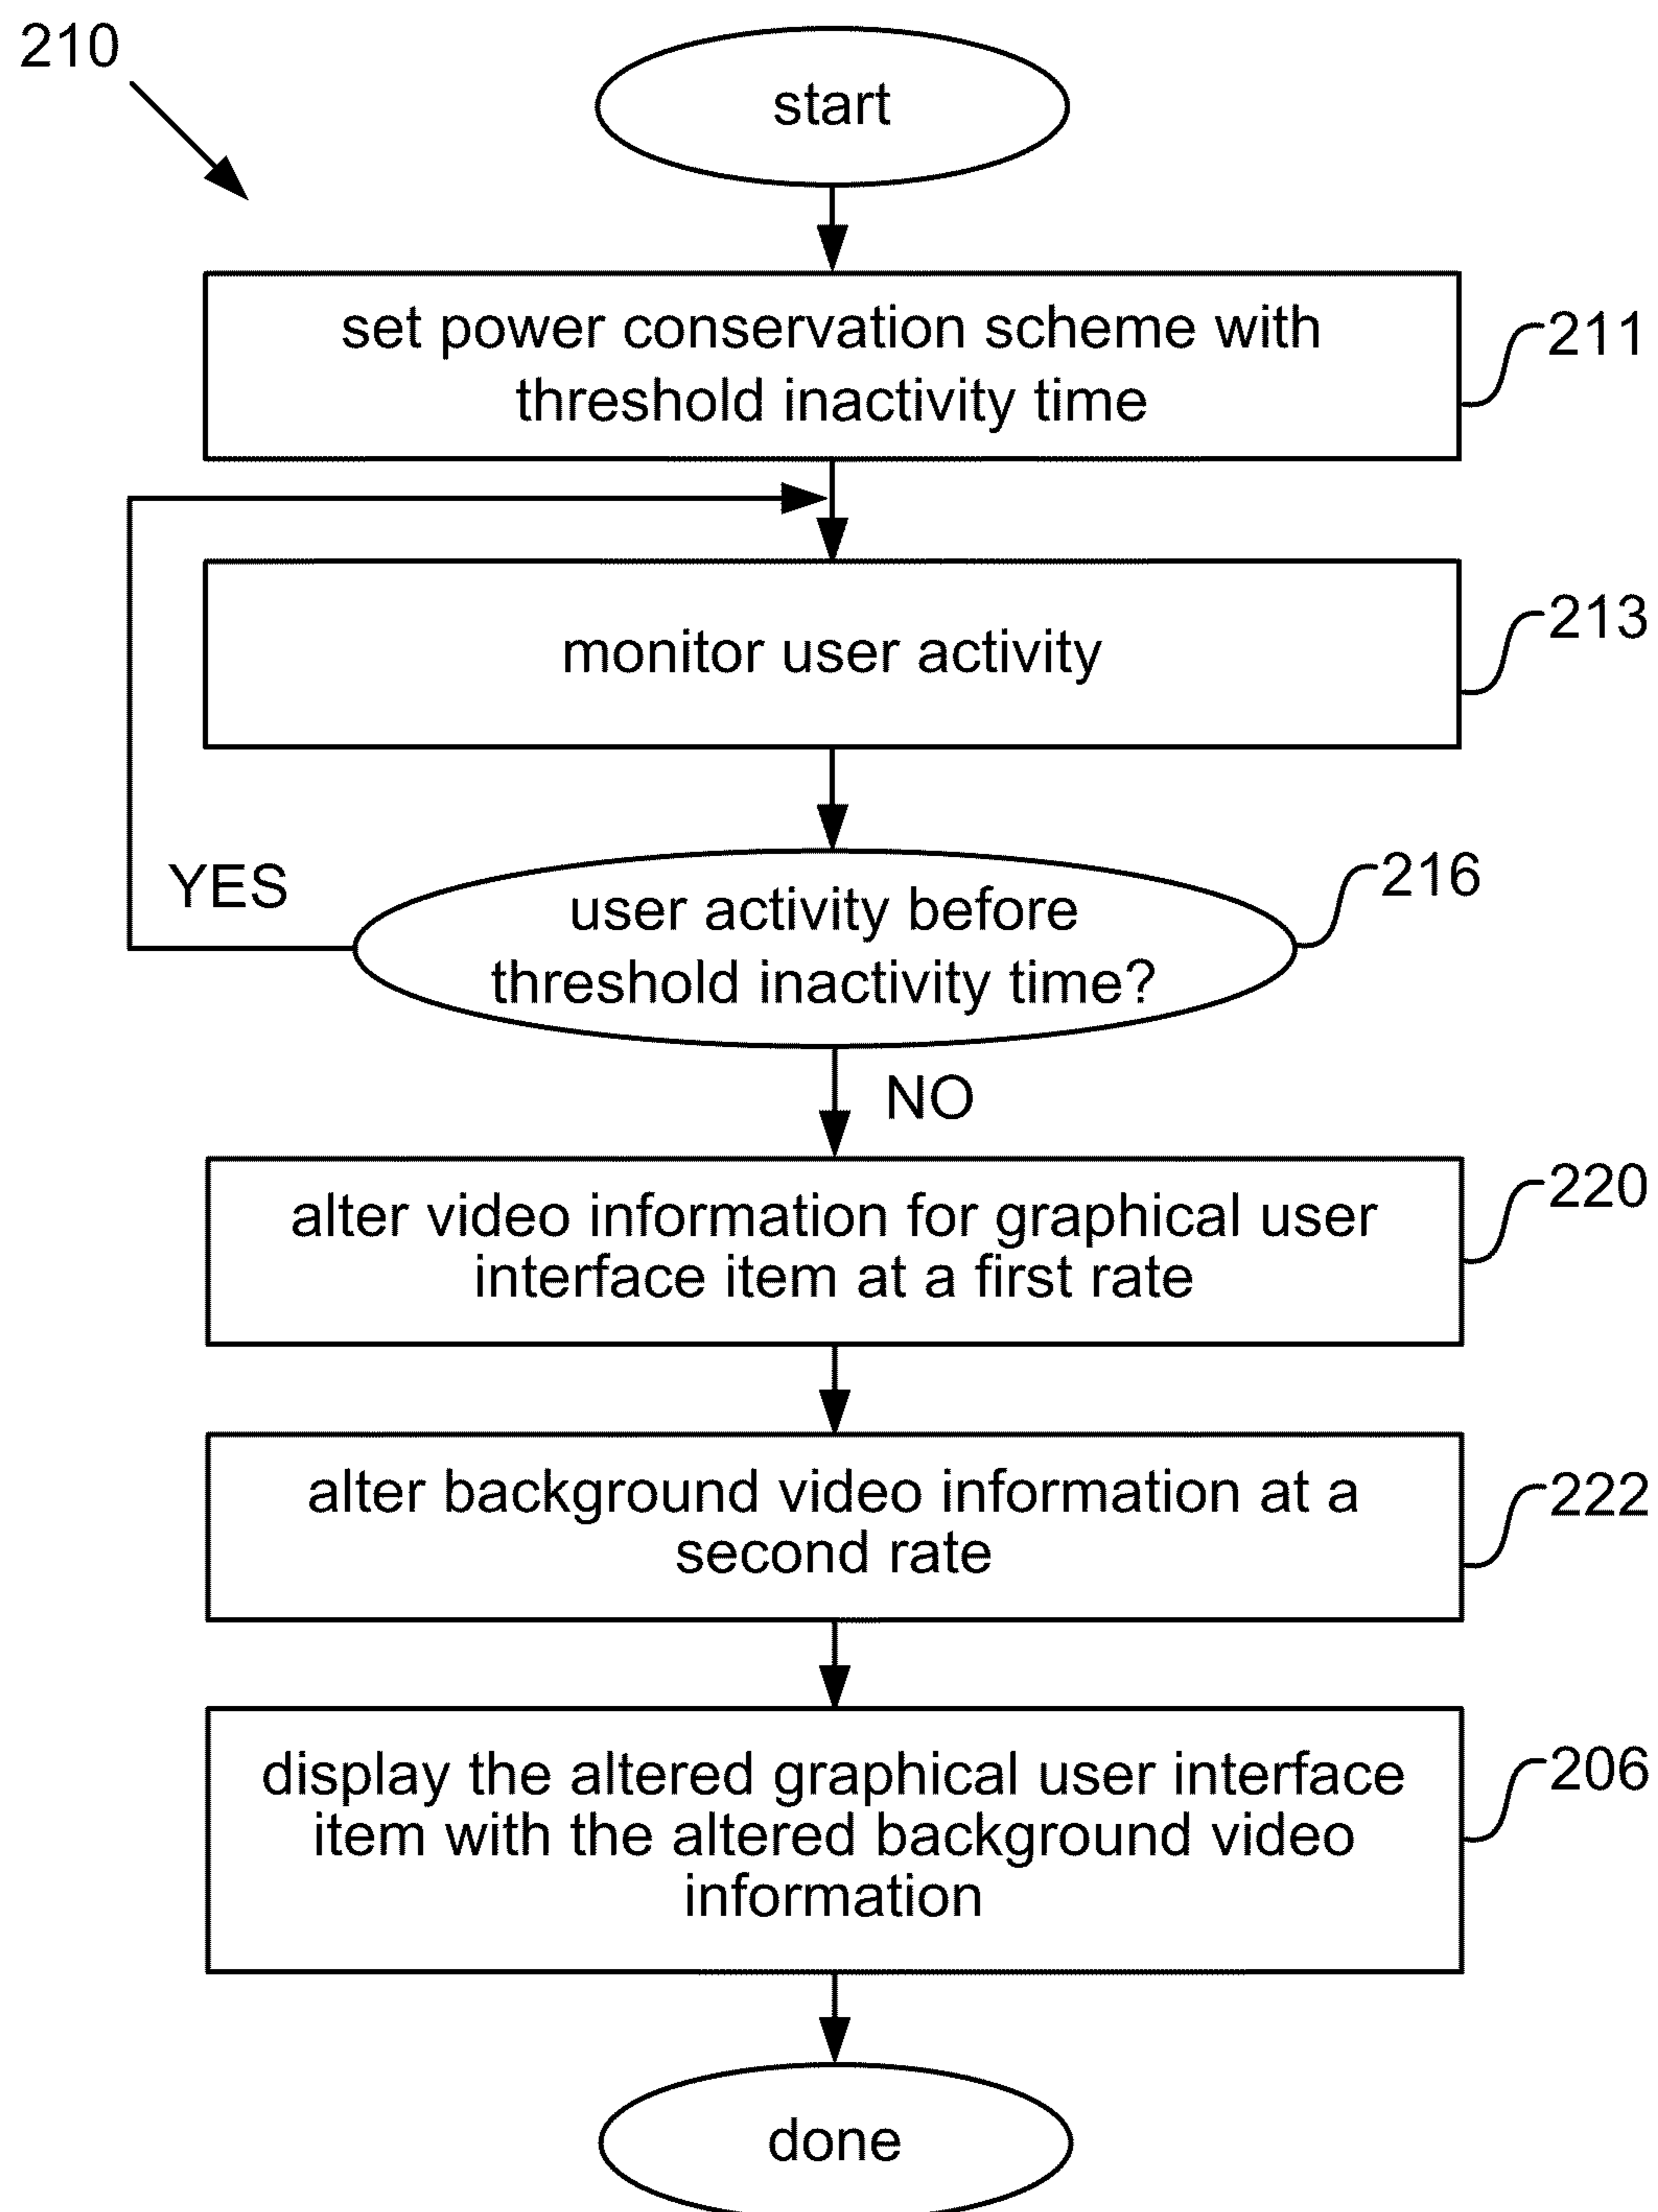 210
start
set power conservation scheme with
threshold inactivity time
211
monitor user activity
213
YES
user activity before
threshold inactivity time?
216
NO
alter video information for graphical user
interface item at a first rate
220
alter background video information at a
second rate
222
display the altered graphical user interface
item with the altered background video
information
206
done